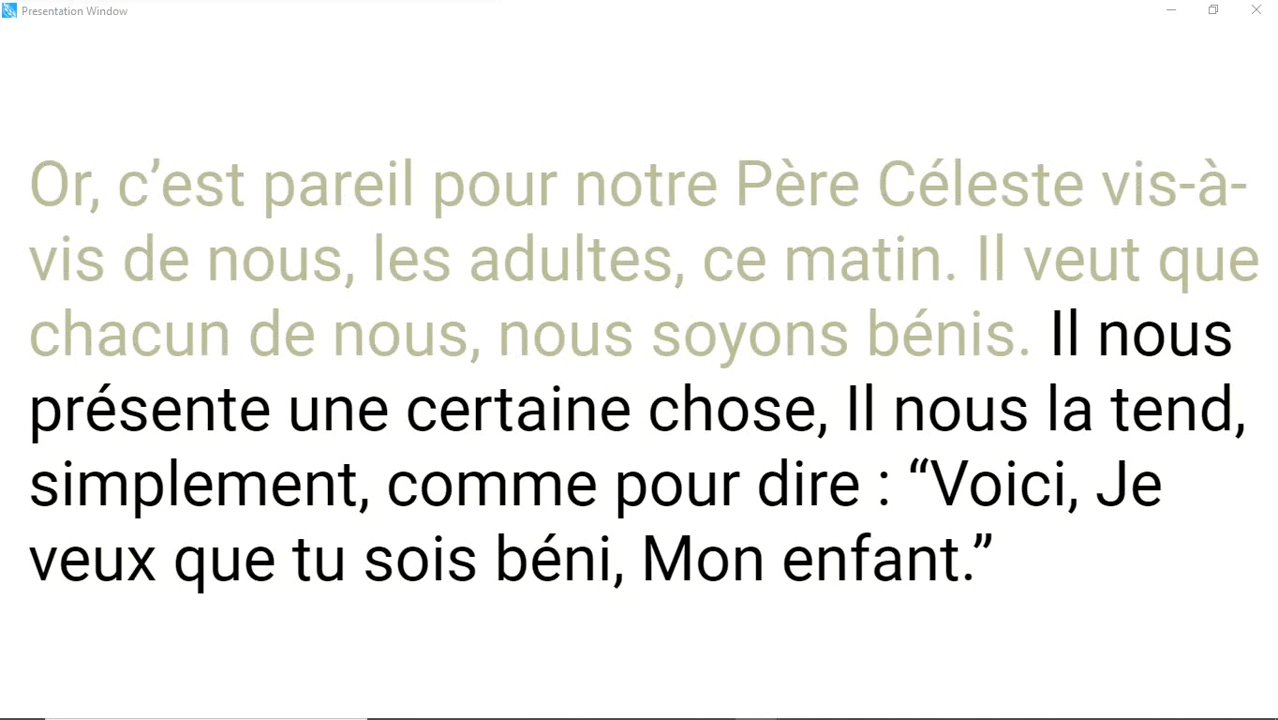 Presentation Window
Or, c’est pareil pour notre Père Céleste vis-à-
vis de nous, les adultes, ce matin. Il veut que
chacun de nous, nous soyons bénis. Il nous
présente une certaine chose, Il nous la tend,
simplement, comme pour dire : “Voici, Je
veux que tu sois béni, Mon enfant.”